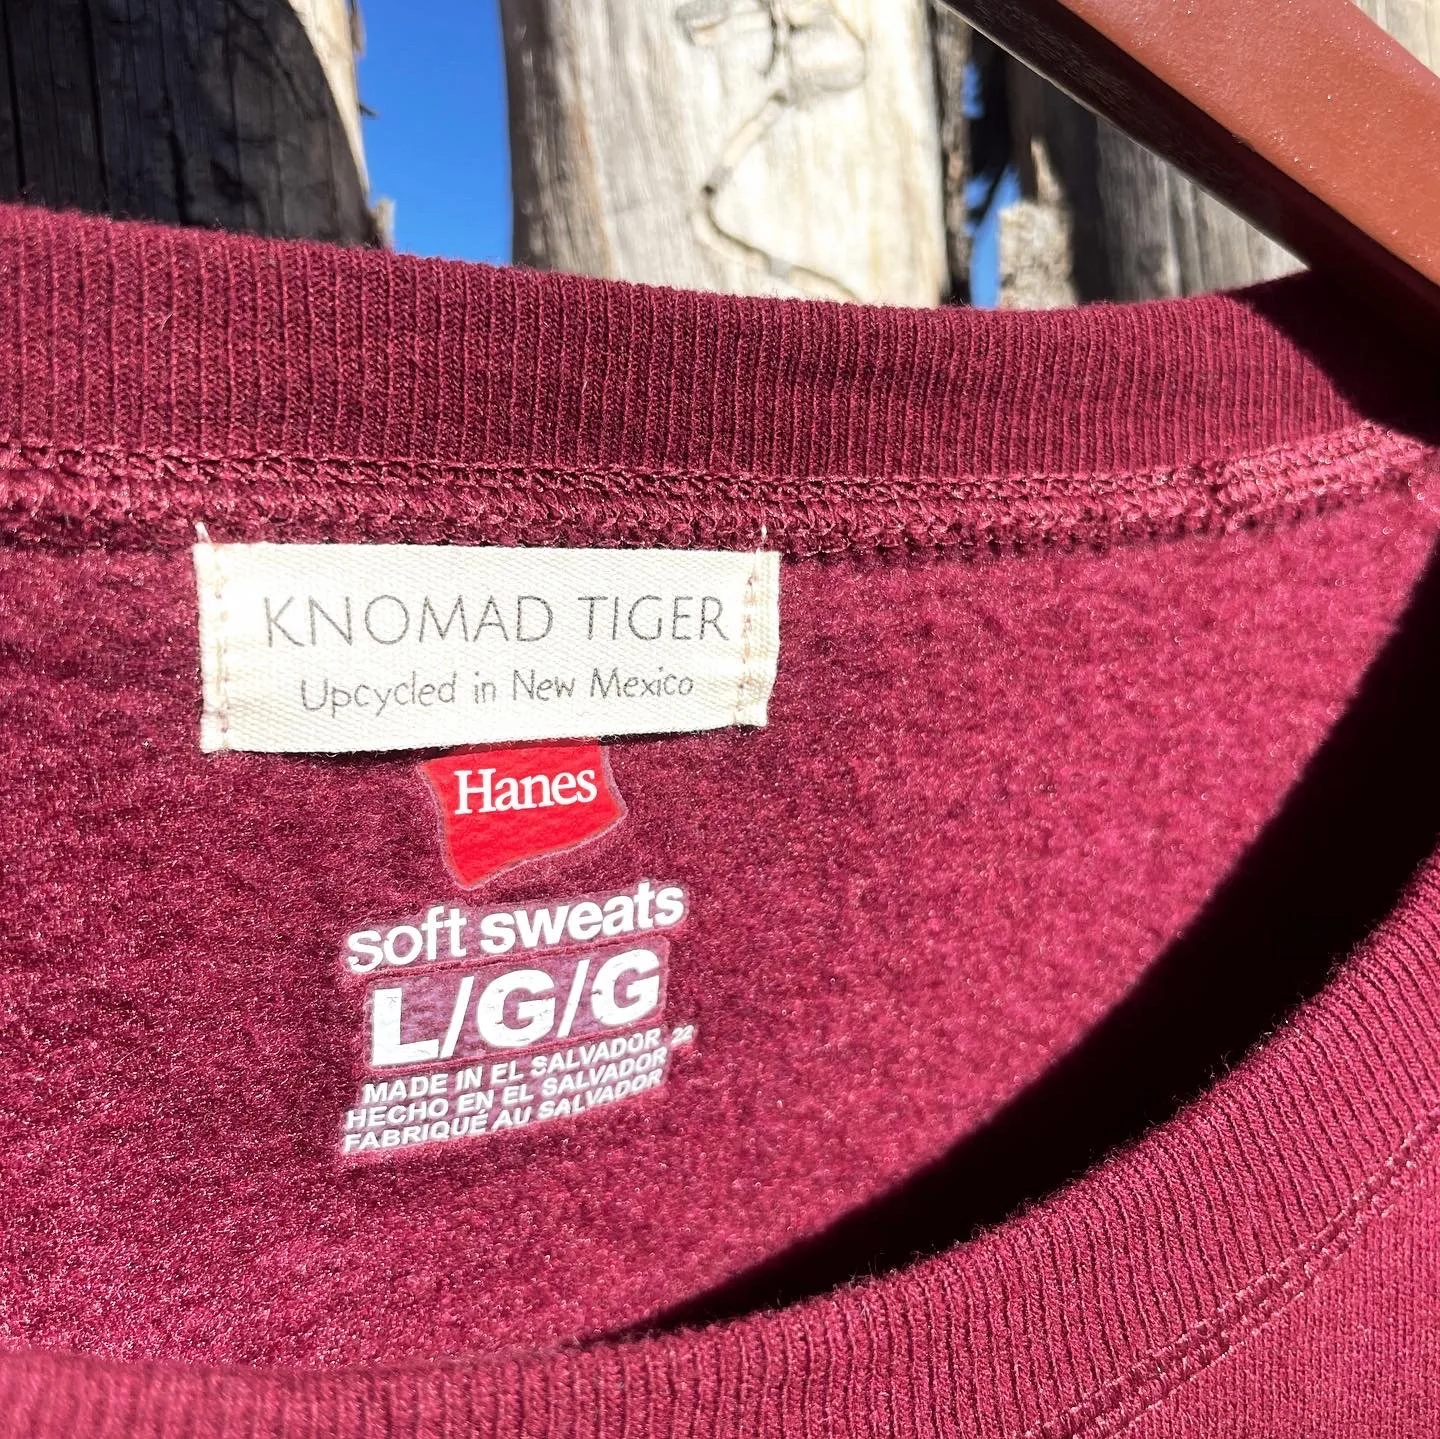 KNOMAD TIGER
Upcycled in New Mexico
Hanes
soft sweats
L/G/G
MADE IN EL SALVADOR 22
HECHO EN EL SALVADOR
FABRIQUÉ AU SALVADOR